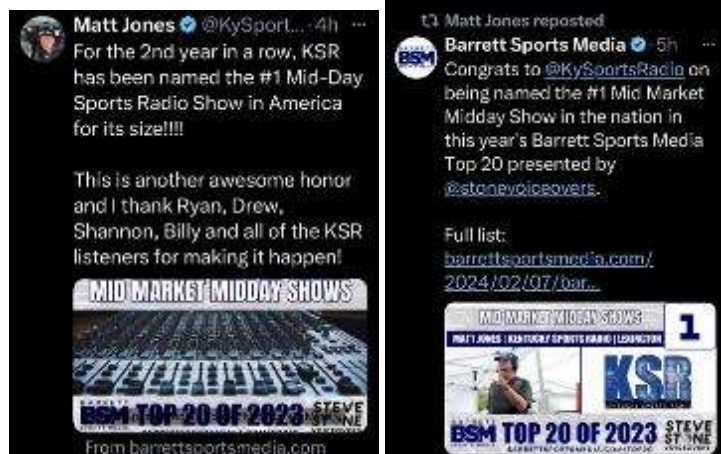 Matt Jones @KySport... · 4h ...
For the 2nd year in a row, KSR
has been named the #1 Mid-Day
Sports Radio Show in America
for its size!!!!
This is another awesome honor
and I thank Ryan, Drew,
Shannon, Billy and all of the KSR
listeners for making it happen!
MID MARKET MIDDAY SHOWS
BARRETT
BSM TOP 20 OF 2023 STEVE
STONE
From barrettsportsmedia.com
Matt Jones reposted
Barrett Sports Media · 5h ...
BARRETT
BSM
Congrats to @KySportsRadio on
being named the #1 Mid Market
Midday Show in the nation in
this year's Barrett Sports Media
Top 20 presented by
@stonevoiceovers.
Full list:
barrettsportsmedia.com/
2024/02/07/bar...
MID MARKET MIDDAY SHOWS
1
MATT JONES | KENTUCKY SPORTS RADIO | LEXINGTON
KSR
BSM TOP 20 OF 2023 STEVE
STONE
BARRETTSPORTSMEDIA.COM/TOP20